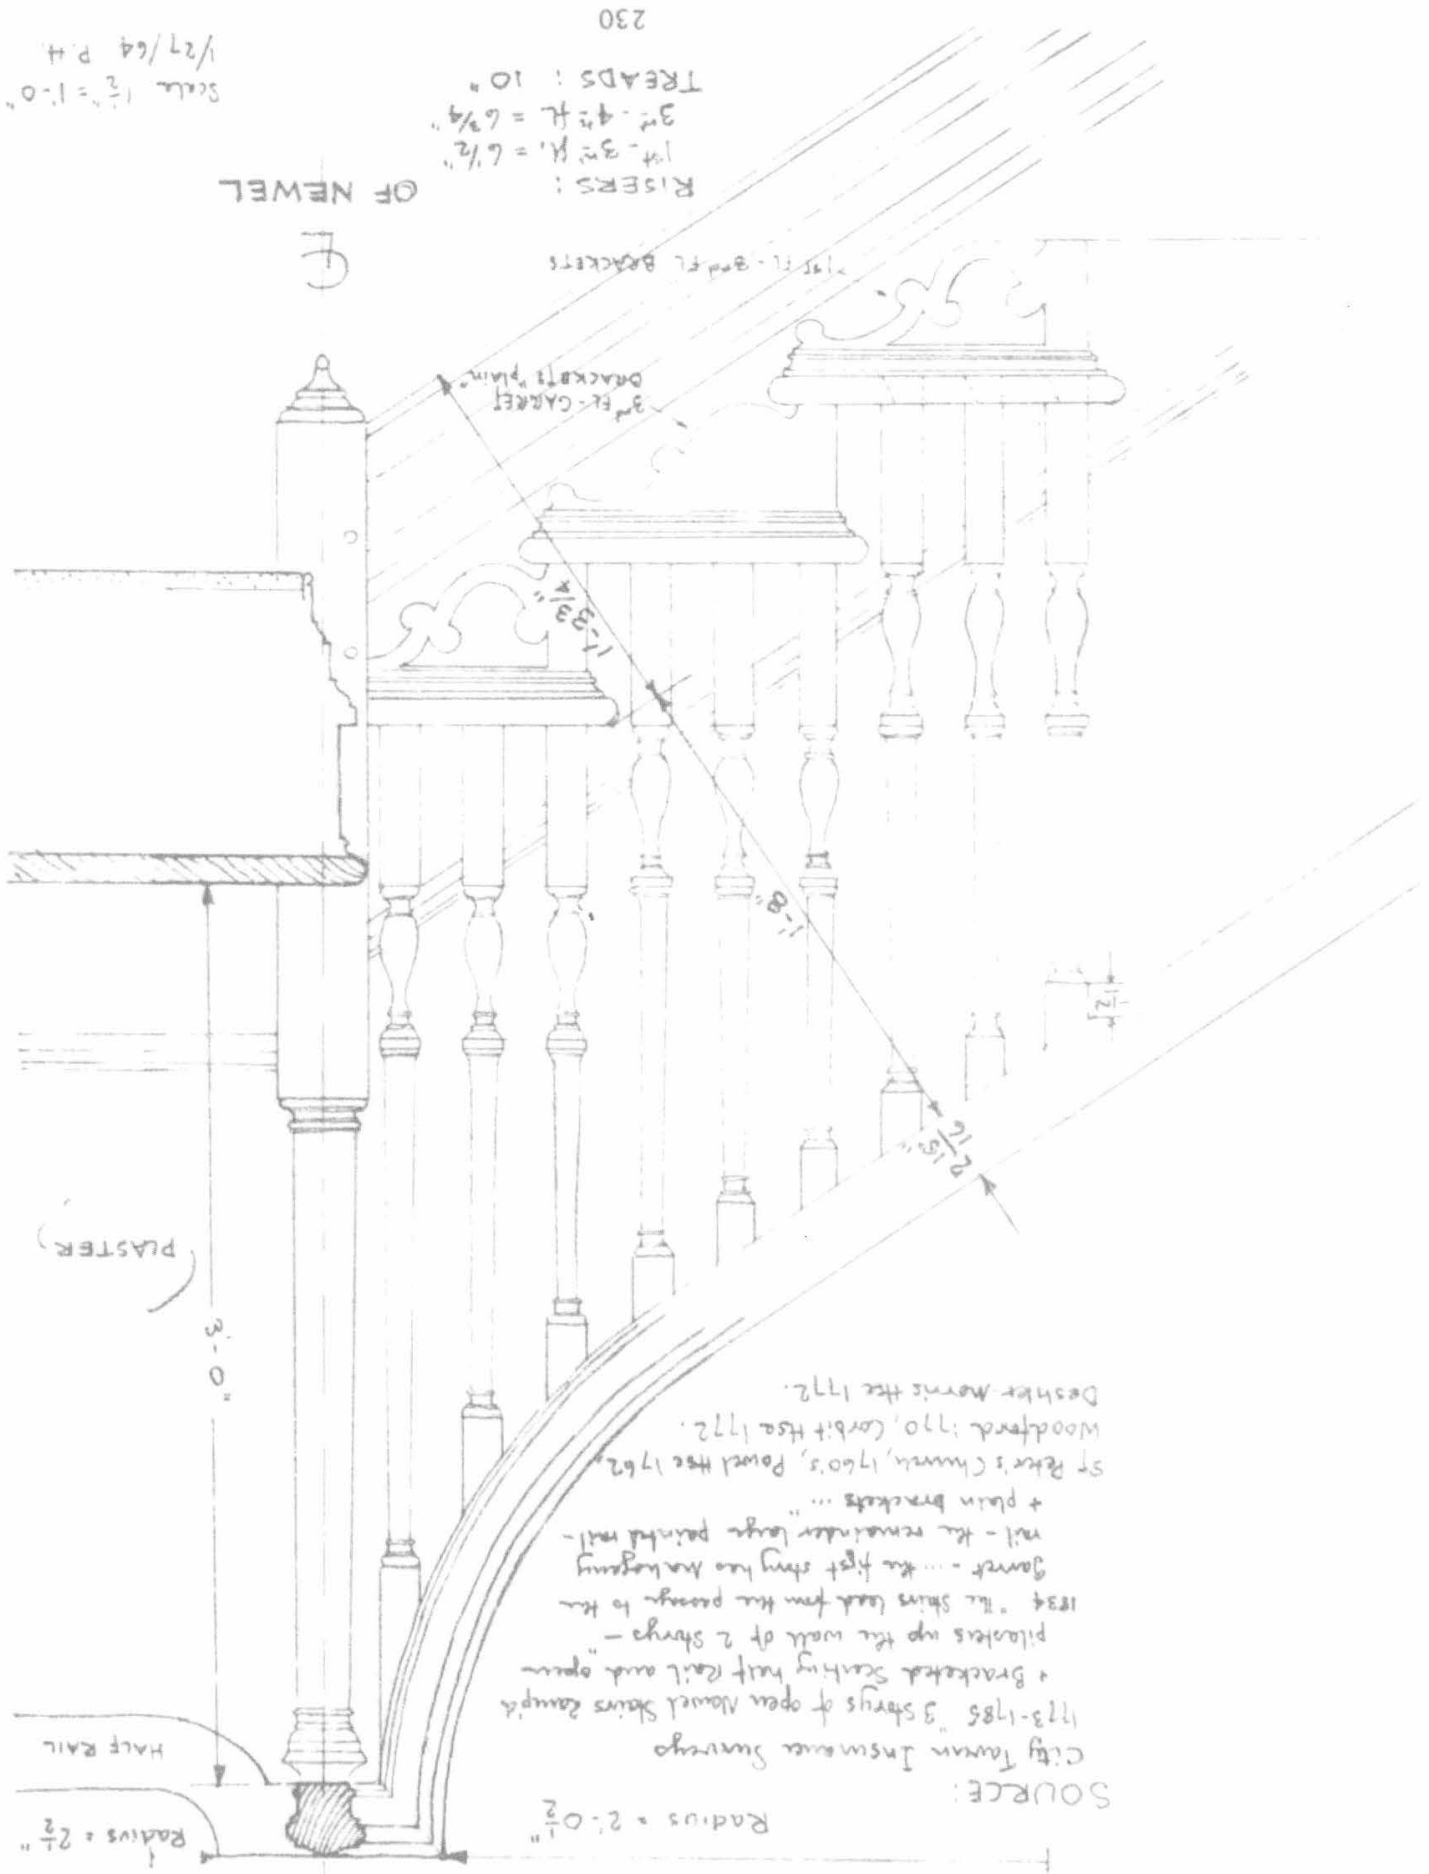 Radius = 2½"
Radius = 2'-0½"
HALF RAIL
SOURCE:
City Tavern Insurance Surveys
1773-1785 "3 Storys of open Newel Stairs Ramp'd
+ Bracketed Scirting half Rail and open
pilasters up the wall of 2 Storys -"
1834 "The Stairs lead from the passage to the
Garret - .... the first story has mahogany
rail - the remainder large painted rail -
+ plain brackets ..."
St Peter's Church, 1760's, Powel Hse 1762,
Woodford 1770, Corbit Hse 1772.
Deshler Morris Hse 1772.
3'-0"
(PLASTER)
2 15/16"
1½
1'-8"
1'-3 3/4"
3rd FL-GARRET
BRACKETS "plain"
1st FL - 3rd FL BRACKETS
℄
OF NEWEL
RISERS:
1st - 3rd fl. = 6½"
3rd - 4th fl = 6¾"
TREADS: 10"
Scale 1½" = 1'-0"
1/27/64 P.H.
230